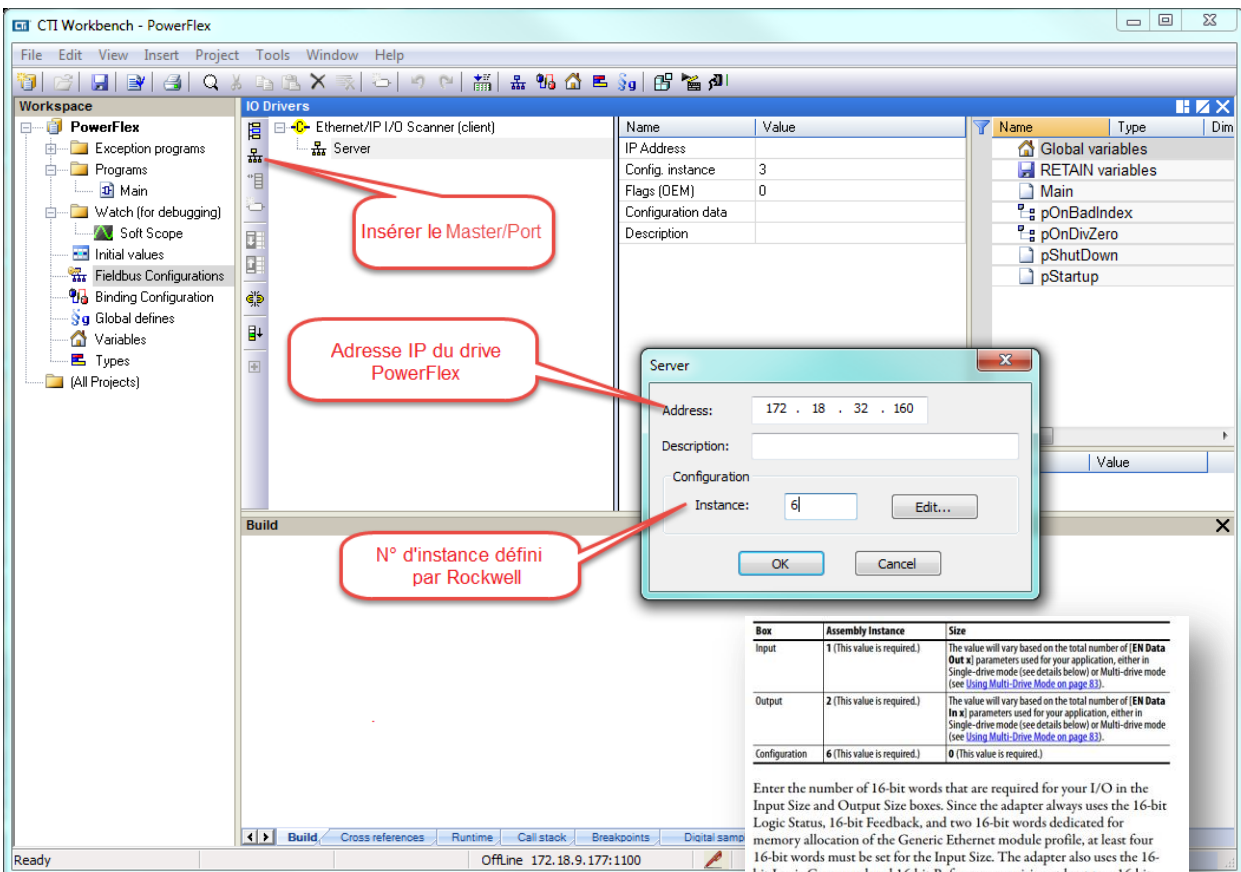 CTI Workbench - PowerFlex
File Edit View Insert Project Tools Window Help
Workspace
PowerFlex
Exception programs
Programs
Main
Watch (for debugging)
Soft Scope
Initial values
Fieldbus Configurations
Binding Configuration
Global defines
Variables
Types
(All Projects)
IO Drivers
Ethernet/IP I/O Scanner (client)
Server
Name Value
IP Address
Config. instance 3
Flags (OEM) 0
Configuration data
Description
Name Type Dim
Global variables
RETAIN variables
Main
pOnBadIndex
pOnDivZero
pShutDown
pStartup
Value
Insérer le Master/Port
Adresse IP du drive
PowerFlex
N° d'instance défini
par Rockwell
Server
Address: 172 . 18 . 32 . 160
Description:
Configuration
Instance: 6 Edit...
OK Cancel
Build
Box Assembly Instance Size
Input 1 (This value is required.) The value will vary based on the total number of [EN Data
Out x] parameters used for your application, either in
Single-drive mode (see details below) or Multi-drive mode
(see Using Multi-Drive Mode on page 83).
Output 2 (This value is required.) The value will vary based on the total number of [EN Data
In x] parameters used for your application, either in
Single-drive mode (see details below) or Multi-drive mode
(see Using Multi-Drive Mode on page 83).
Configuration 6 (This value is required.) 0 (This value is required.)
Enter the number of 16-bit words that are required for your I/O in the
Input Size and Output Size boxes. Since the adapter always uses the 16-bit
Logic Status, 16-bit Feedback, and two 16-bit words dedicated for
memory allocation of the Generic Ethernet module profile, at least four
16-bit words must be set for the Input Size. The adapter also uses the 16-
Build Cross references Runtime Call stack Breakpoints Digital samp
Ready OffLine 172.18.9.177:1100